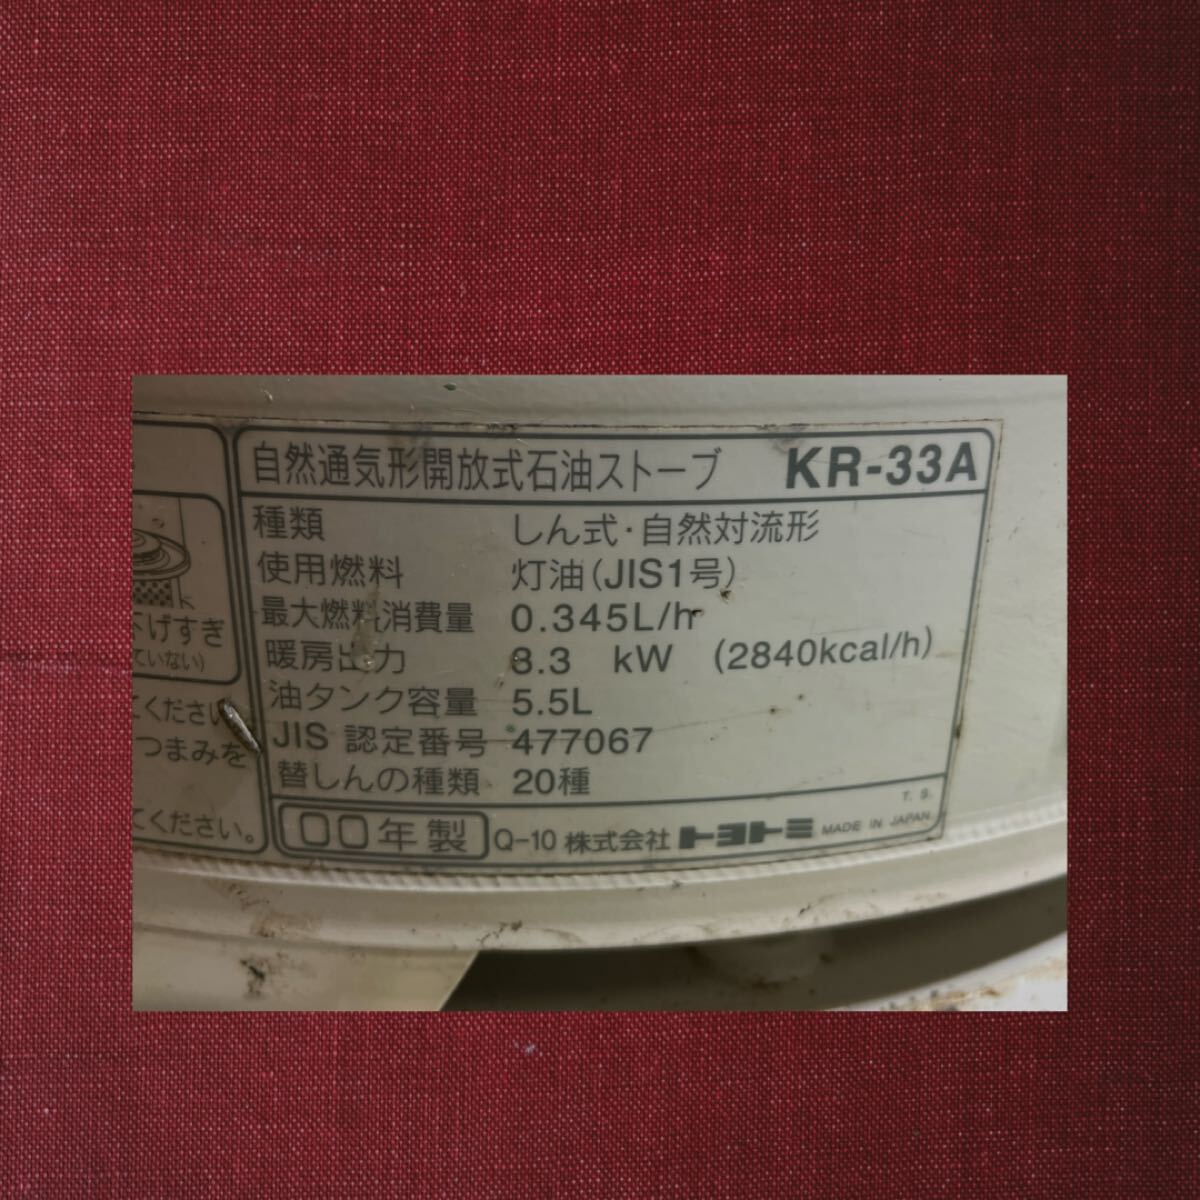 自然通気形開放式石油ストーブ KR-33A
種類 しん式・自然対流形
使用燃料 灯油(JIS1号)
最大燃料消費量 0.345L/h
暖房出力 3.3 kW (2840kcal/h)
油タンク容量 5.5L
JIS 認定番号 477067
替しんの種類 20種
00年製 Q-10 株式会社 トヨトミ MADE IN JAPAN
T. S.
下げすぎ
ていない)
てください
つまみを
てください。